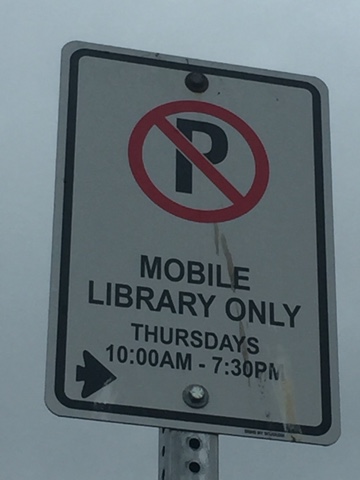 P
MOBILE
LIBRARY ONLY
THURSDAYS
10:00AM - 7:30PM